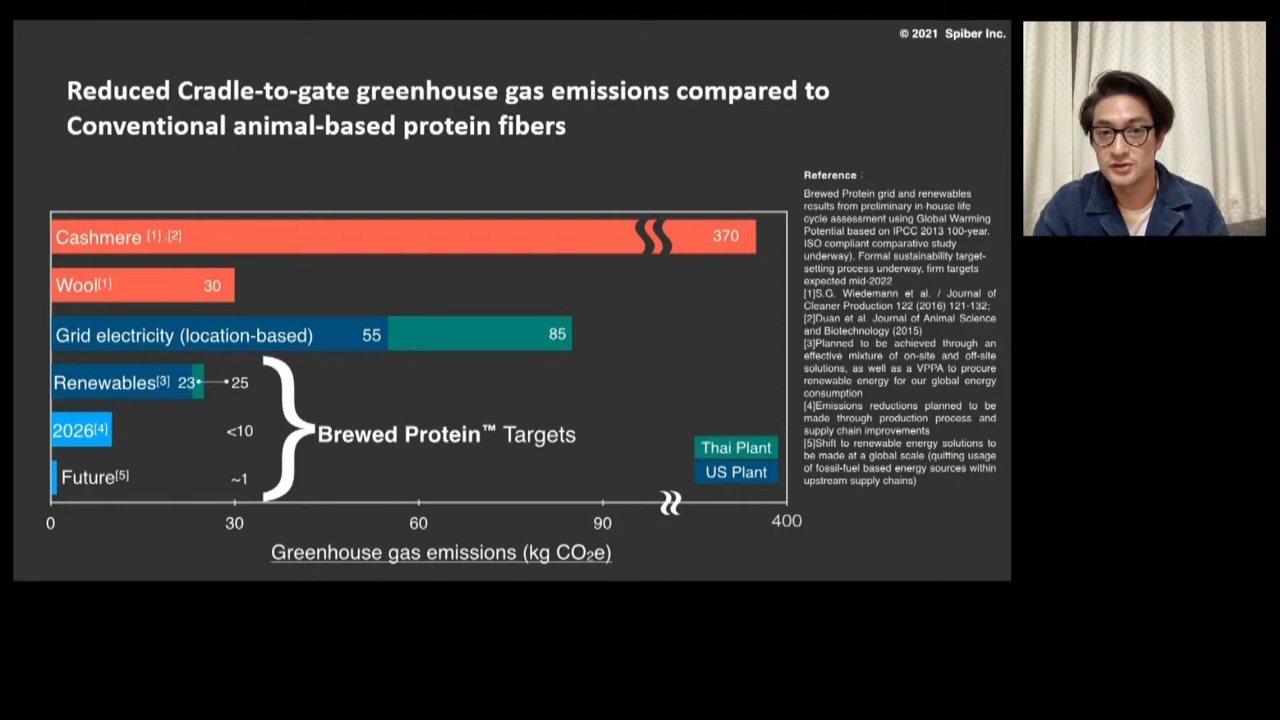 © 2021 Spiber Inc.
Reduced Cradle-to-gate greenhouse gas emissions compared to
Conventional animal-based protein fibers
Cashmere [1] ,[2] 370
Wool[1] 30
Grid electricity (location-based) 55 85
Renewables[3] 23 25
2026[4] <10
Future[5] ~1
Brewed Protein™ Targets
Thai Plant
US Plant
0 30 60 90 400
Greenhouse gas emissions (kg CO₂e)
Reference :
Brewed Protein grid and renewables
results from preliminary in-house life
cycle assessment using Global Warming
Potential based on IPCC 2013 100-year.
ISO compliant comparative study
underway). Formal sustainability target-
setting process underway, firm targets
expected mid-2022
[1]S.G. Wiedemann et al. / Journal of
Cleaner Production 122 (2016) 121-132;
[2]Duan et al. Journal of Animal Science
and Biotechnology (2015)
[3]Planned to be achieved through an
effective mixture of on-site and off-site
solutions, as well as a VPPA to procure
renewable energy for our global energy
consumption
[4]Emissions reductions planned to be
made through production process and
supply chain improvements
[5]Shift to renewable energy solutions to
be made at a global scale (quitting usage
of fossil-fuel based energy sources within
upstream supply chains)